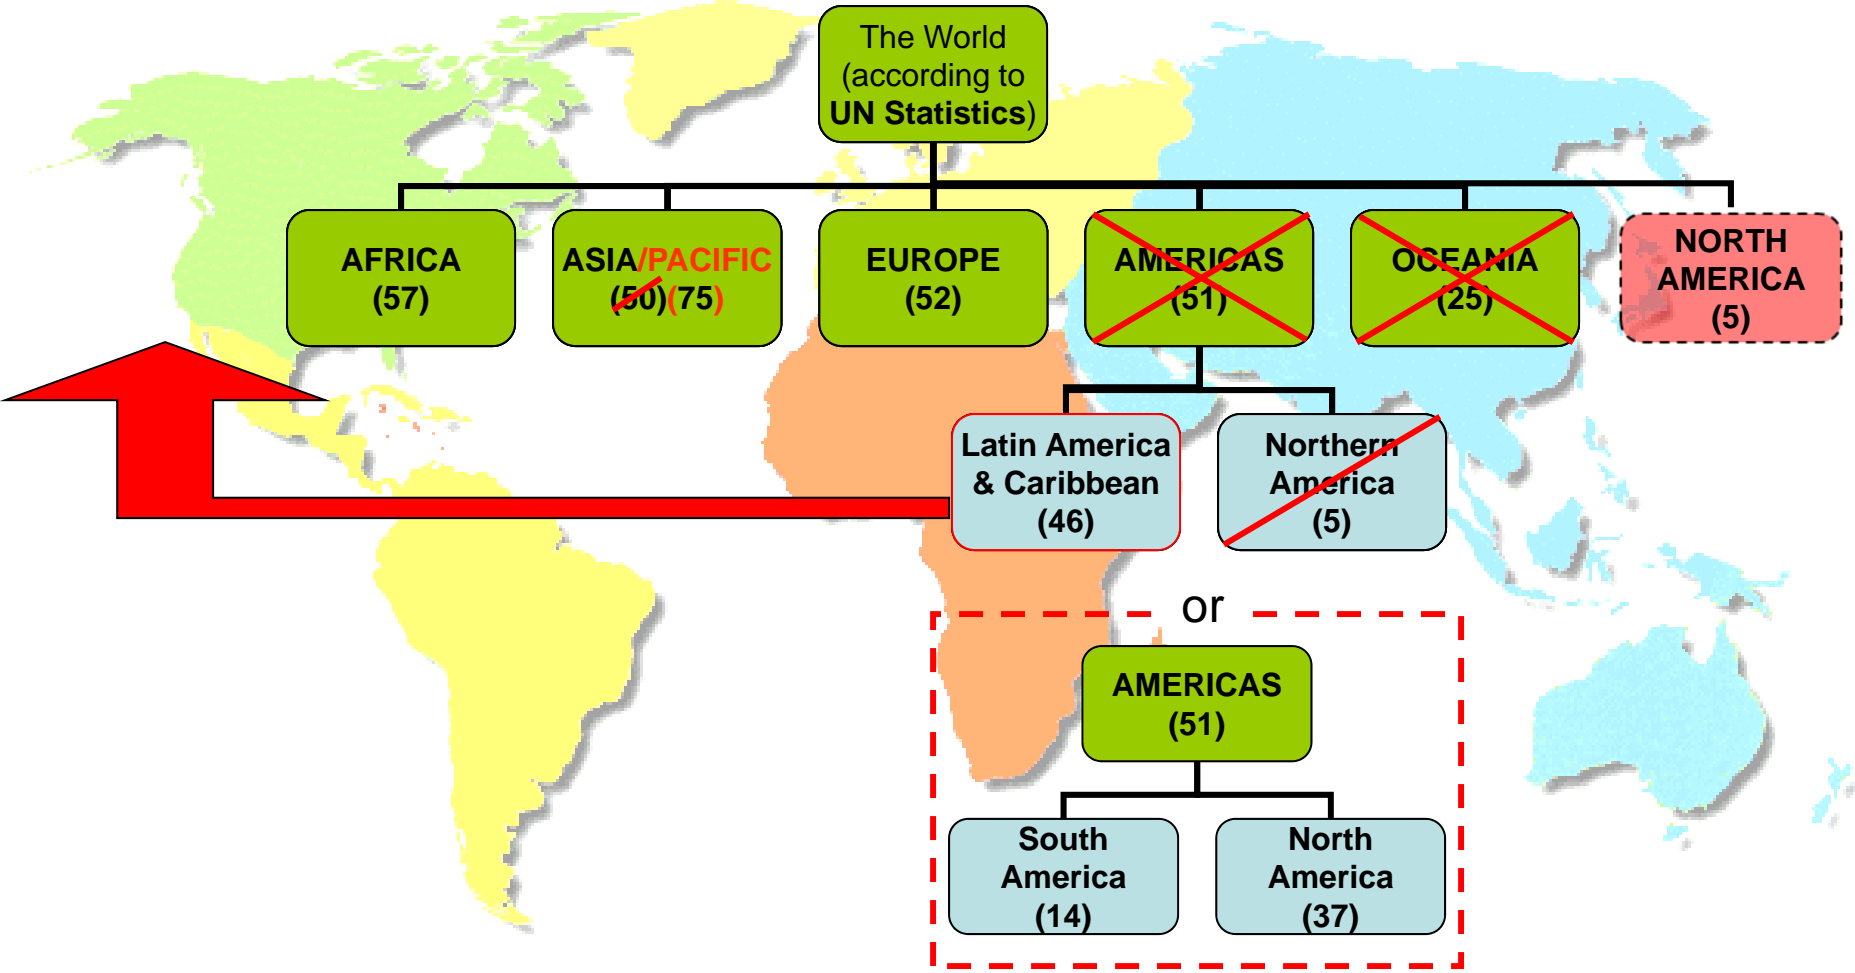 The World
(according to
UN Statistics)
AFRICA
(57)
ASIA/PACIFIC
(50)(75)
EUROPE
(52)
AMERICAS
(51)
OCEANIA
(25)
NORTH
AMERICA
(5)
Latin America
& Caribbean
(46)
Northern
America
(5)
or
AMERICAS
(51)
South
America
(14)
North
America
(37)